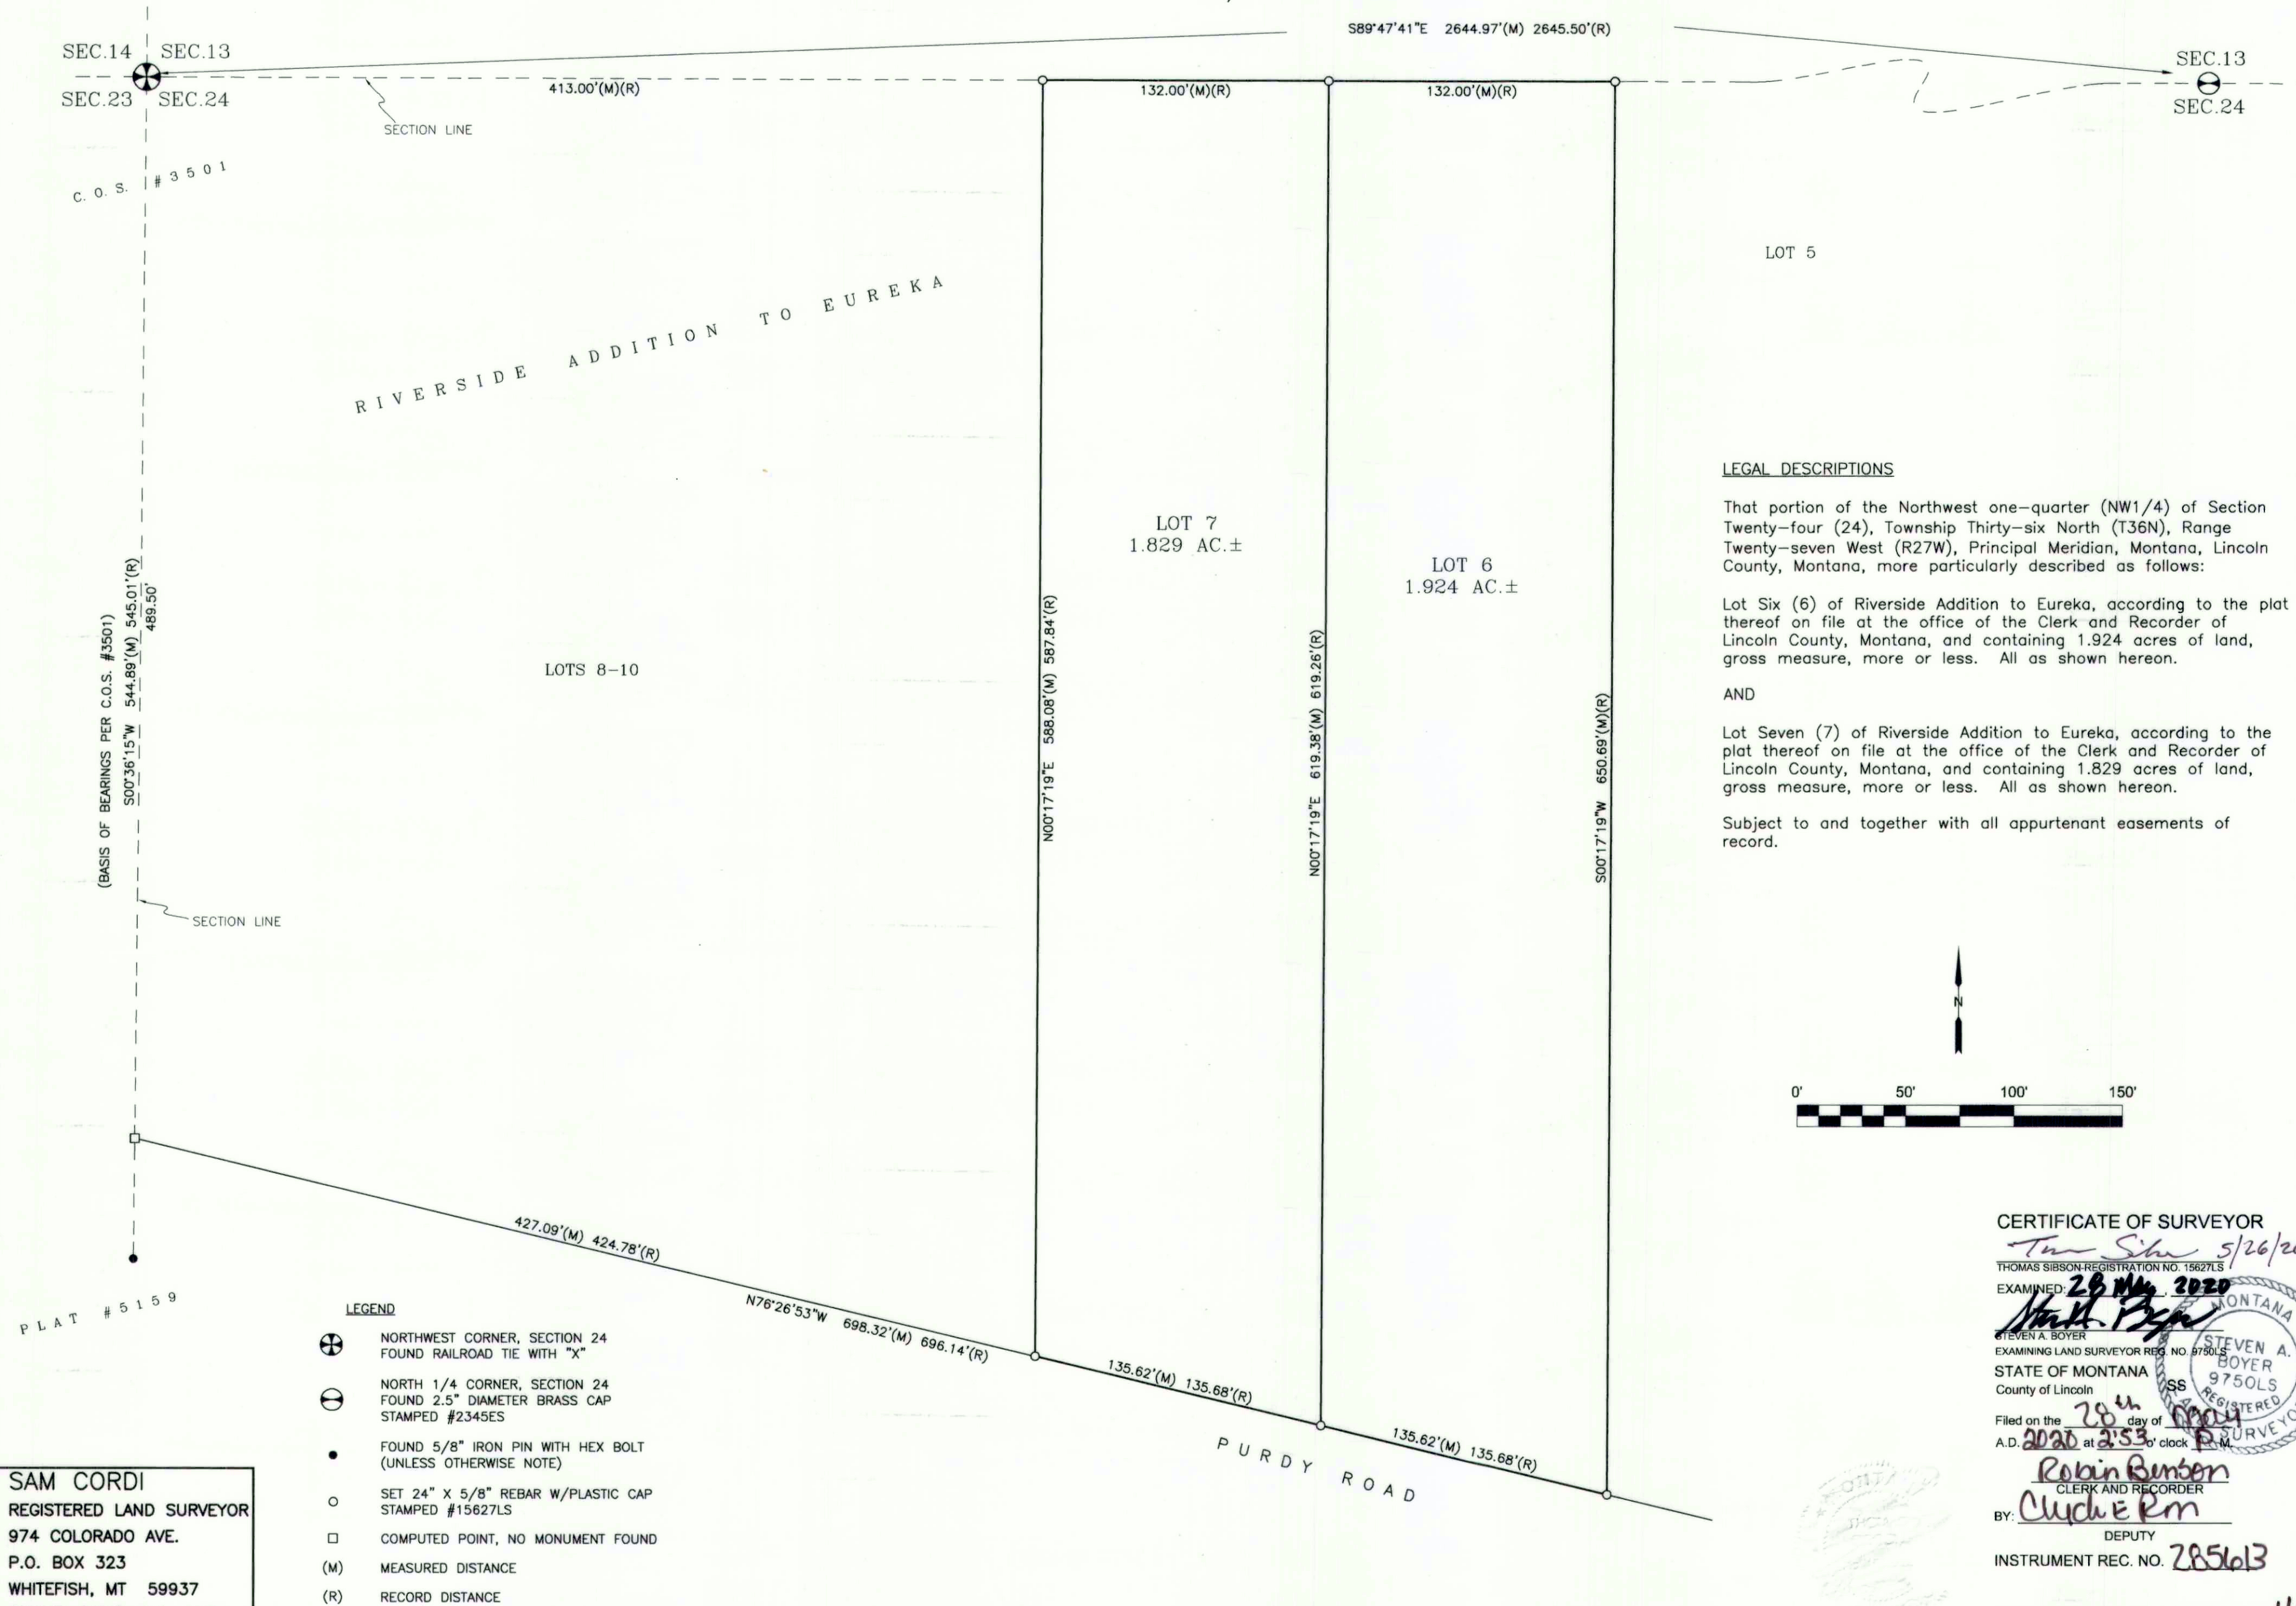 S89°47'41"E 2644.97'(M) 2645.50'(R)
SEC.14 SEC.13
SEC.23 SEC.24
413.00'(M)(R)
SECTION LINE
132.00'(M)(R)
132.00'(M)(R)
SEC.13
SEC.24
C. O. S. #3501
RIVERSIDE ADDITION TO EUREKA
LOT 5
LOT 7
1.829 AC.±
LOT 6
1.924 AC.±
LOTS 8-10
(BASIS OF BEARINGS PER C.O.S. #3501)
S00°36'15"W 544.89'(M) 545.01'(R)
489.50'
N00°17'19"E 588.08'(M) 587.84'(R)
N00°17'19"E 619.38'(M) 619.26'(R)
S00°17'19"W 650.69'(M)(R)
SECTION LINE
LEGAL DESCRIPTIONS
That portion of the Northwest one-quarter (NW1/4) of Section
Twenty-four (24), Township Thirty-six North (T36N), Range
Twenty-seven West (R27W), Principal Meridian, Montana, Lincoln
County, Montana, more particularly described as follows:
Lot Six (6) of Riverside Addition to Eureka, according to the plat
thereof on file at the office of the Clerk and Recorder of
Lincoln County, Montana, and containing 1.924 acres of land,
gross measure, more or less. All as shown hereon.
AND
Lot Seven (7) of Riverside Addition to Eureka, according to the
plat thereof on file at the office of the Clerk and Recorder of
Lincoln County, Montana, and containing 1.829 acres of land,
gross measure, more or less. All as shown hereon.
Subject to and together with all appurtenant easements of
record.
N
0' 50' 100' 150'
427.09'(M) 424.78'(R)
N76°26'53"W 698.32'(M) 696.14'(R)
135.62'(M) 135.68'(R)
135.62'(M) 135.68'(R)
PURDY ROAD
PLAT #5159
LEGEND
NORTHWEST CORNER, SECTION 24
FOUND RAILROAD TIE WITH "X"
NORTH 1/4 CORNER, SECTION 24
FOUND 2.5" DIAMETER BRASS CAP
STAMPED #2345ES
FOUND 5/8" IRON PIN WITH HEX BOLT
(UNLESS OTHERWISE NOTE)
SET 24" X 5/8" REBAR W/PLASTIC CAP
STAMPED #15627LS
COMPUTED POINT, NO MONUMENT FOUND
(M) MEASURED DISTANCE
(R) RECORD DISTANCE
SAM CORDI
REGISTERED LAND SURVEYOR
974 COLORADO AVE.
P.O. BOX 323
WHITEFISH, MT 59937
CERTIFICATE OF SURVEYOR
5/26/20
THOMAS SIBSON-REGISTRATION NO. 15627LS
EXAMINED: 28 May, 2020
STEVEN A. BOYER
EXAMINING LAND SURVEYOR REG. NO. 9750LS
STATE OF MONTANA
SS
County of Lincoln
Filed on the 28th day of May
A.D. 2020 at 2:53 o' clock P.M.
Robin Benson
CLERK AND RECORDER
BY:
DEPUTY
INSTRUMENT REC. NO. 285613
MONTANA
STEVEN A.
BOYER
9750LS
REGISTERED
LAND SURVEYOR